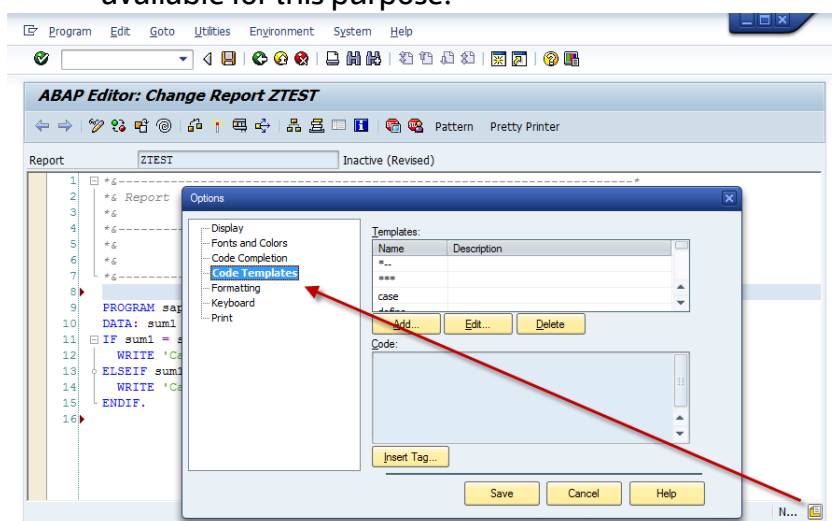 available for this purpose.
Program Edit Goto Utilities Environment System Help
ABAP Editor: Change Report ZTEST
Pattern Pretty Printer
Report ZTEST Inactive (Revised)
1 *&---------------------------------------------------------------------*
2 *& Report
3 *&
4 *&--------
5 *&
6 *&
7 *&--------
8
9 PROGRAM sap
10 DATA: sum1
11 IF sum1 = s
12 WRITE 'Ca
13 ELSEIF sum1
14 WRITE 'Ca
15 ENDIF.
16
Options
Display
Fonts and Colors
Code Completion
Code Templates
Formatting
Keyboard
Print
Templates:
Name Description
*--
***
case
define
Add... Edit... Delete
Code:
Insert Tag...
Save Cancel Help
N...